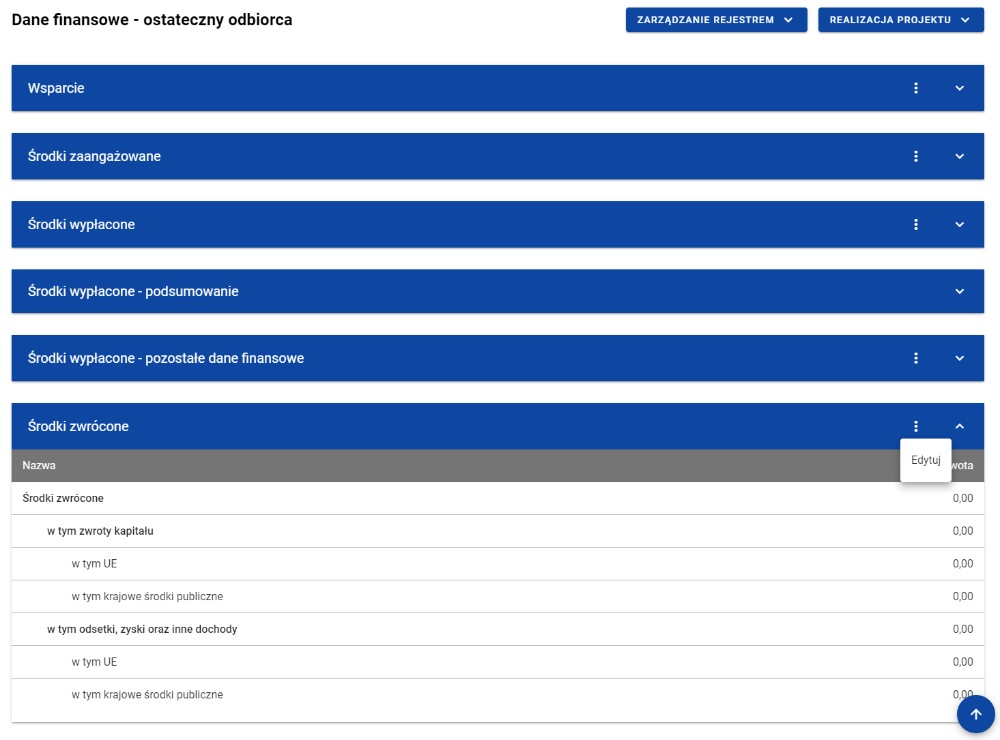 Dane finansowe - ostateczny odbiorca
ZARZĄDZANIE REJESTREM
REALIZACJA PROJEKTU
Wsparcie
Środki zaangażowane
Środki wypłacone
Środki wypłacone - podsumowanie
Środki wypłacone - pozostałe dane finansowe
Środki zwrócone
Edytuj
Nazwa
Środki zwrócone 0,00
w tym zwroty kapitału 0,00
w tym UE 0,00
w tym krajowe środki publiczne 0,00
w tym odsetki, zyski oraz inne dochody 0,00
w tym UE 0,00
w tym krajowe środki publiczne 0,00